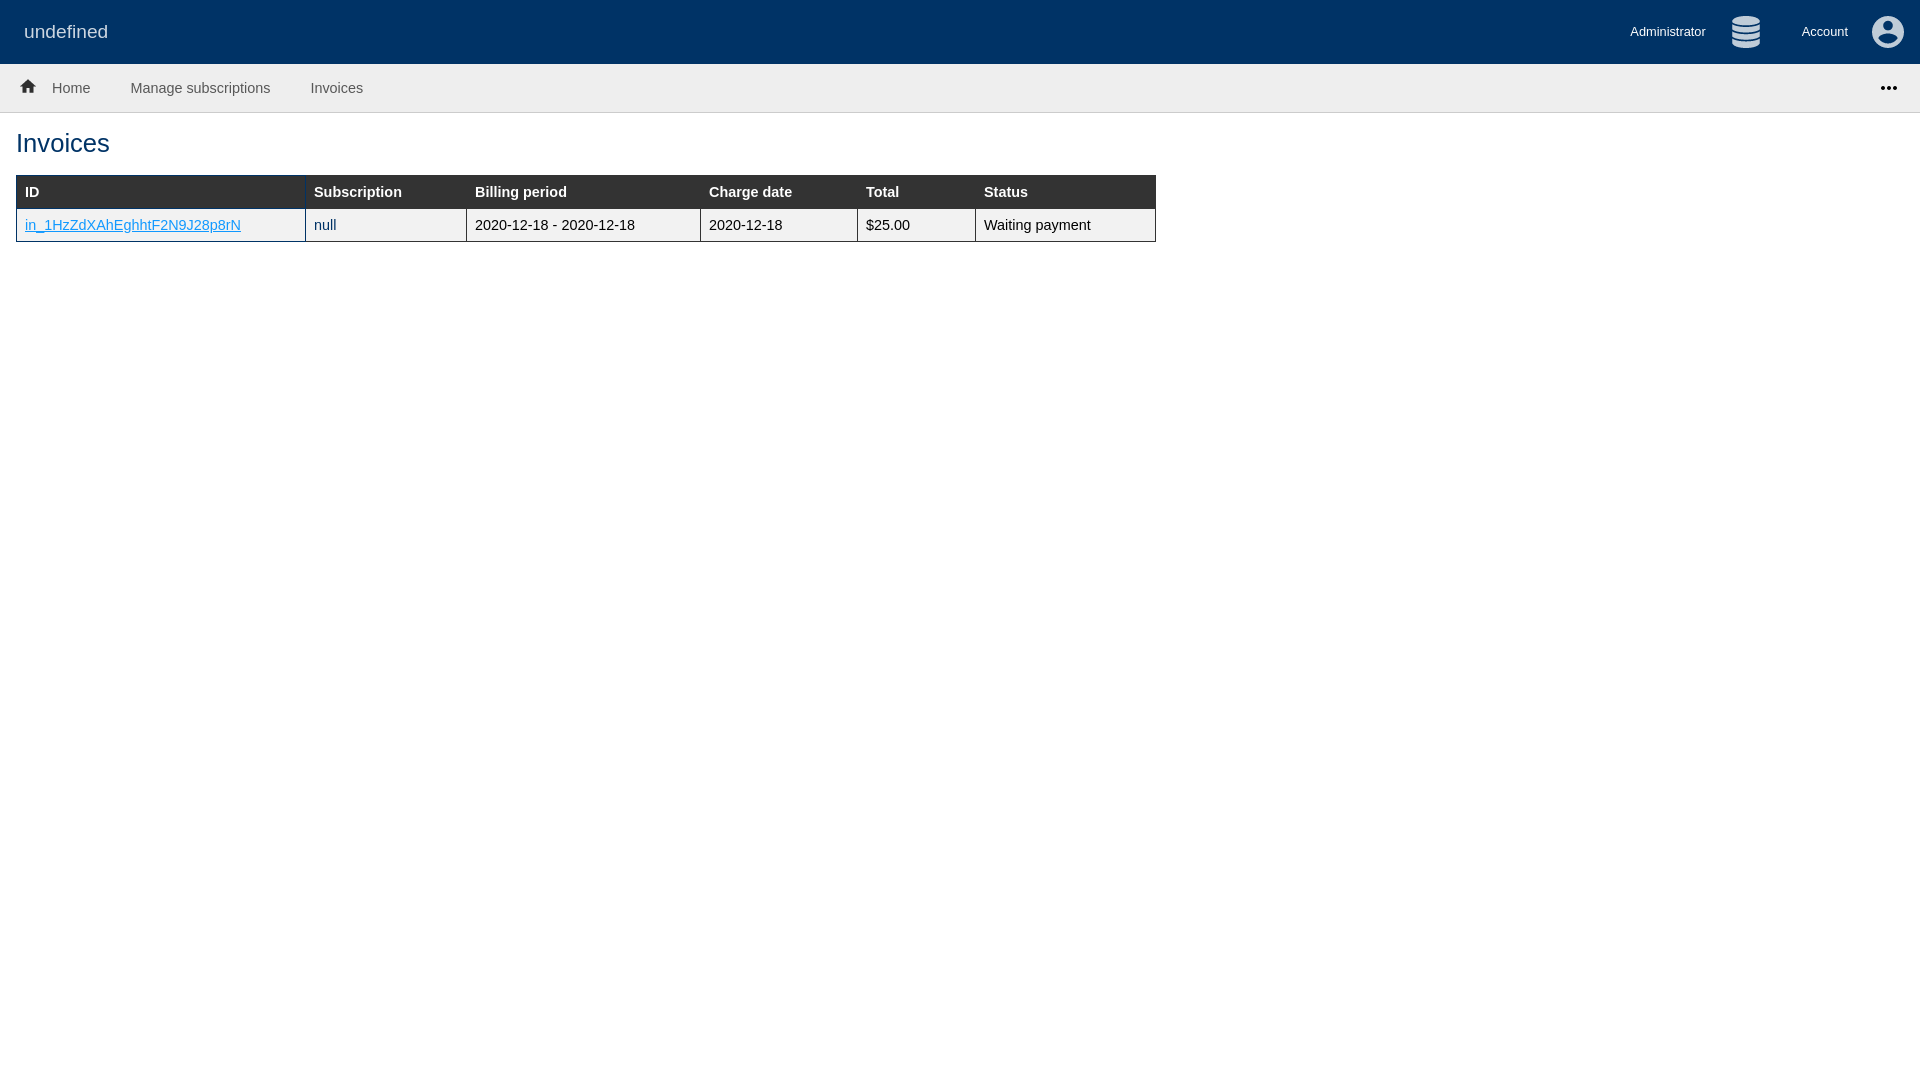 undefined
Administrator
Account
Home
Manage subscriptions
Invoices
Invoices
ID Subscription Billing period Charge date Total Status
in_1HzZdXAhEghhtF2N9J28p8rN null 2020-12-18 - 2020-12-18 2020-12-18 $25.00 Waiting payment